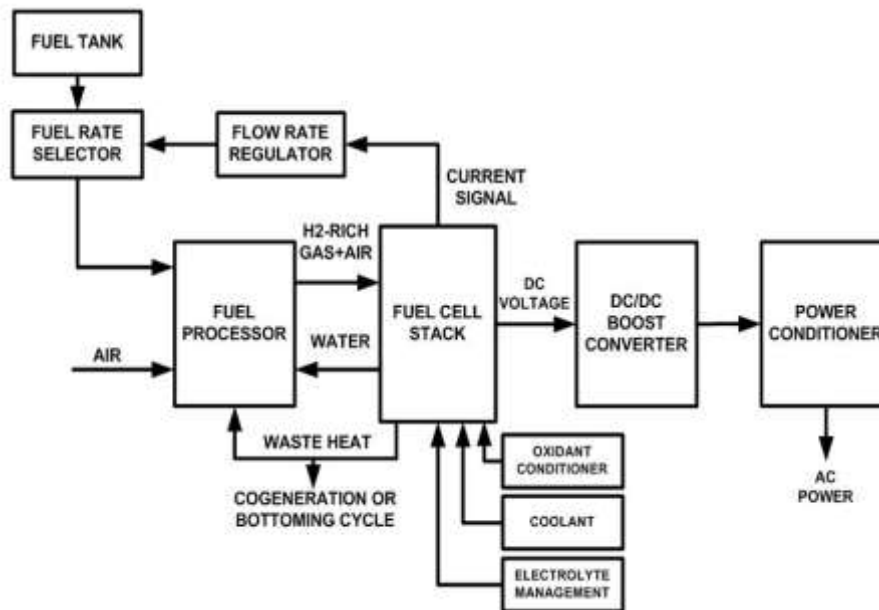 FUEL TANK
FUEL RATE
SELECTOR
FLOW RATE
REGULATOR
CURRENT
SIGNAL
H2-RICH
GAS+AIR
FUEL
PROCESSOR
WATER
AIR
FUEL CELL
STACK
DC
VOLTAGE
DC/DC
BOOST
CONVERTER
POWER
CONDITIONER
WASTE HEAT
COGENERATION OR
BOTTOMING CYCLE
OXIDANT
CONDITIONER
COOLANT
ELECTROLYTE
MANAGEMENT
AC
POWER